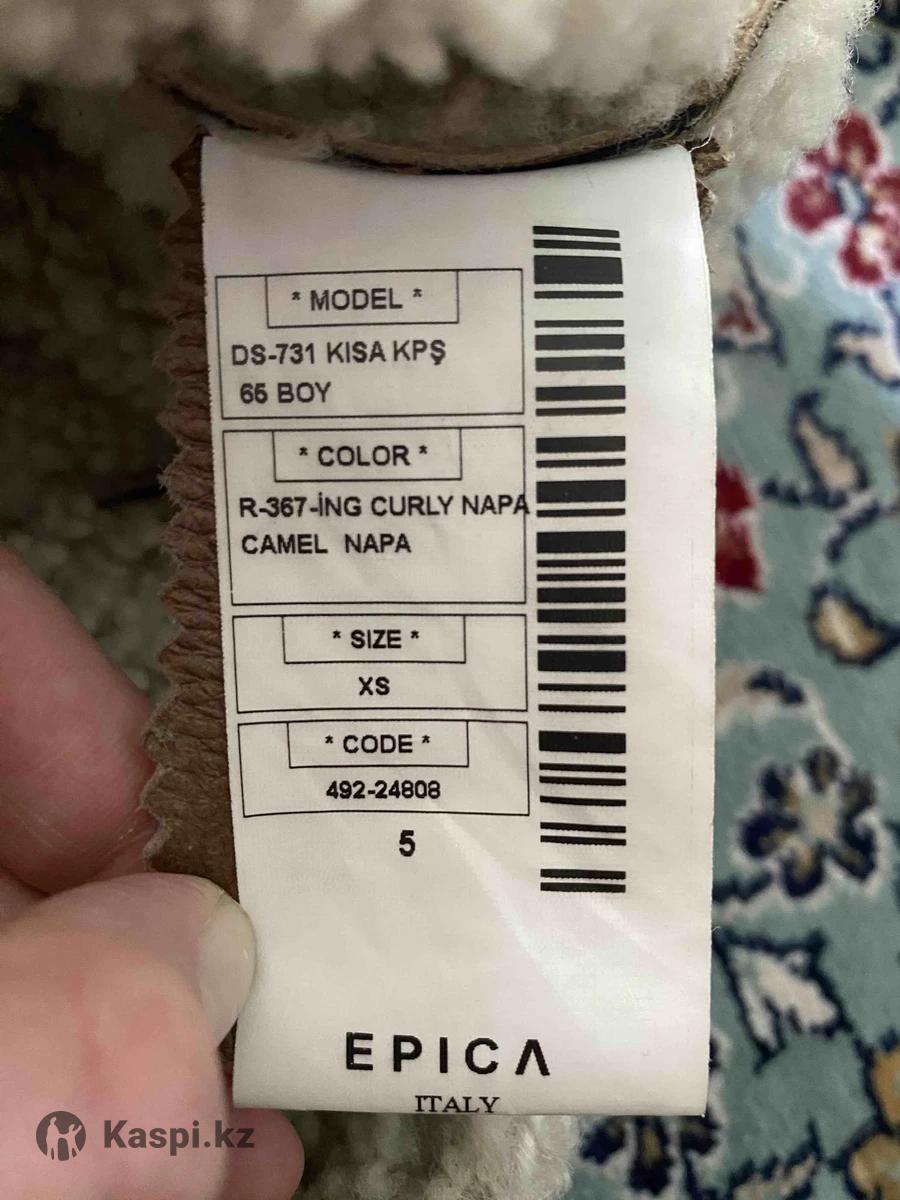 * MODEL *
DS-731 KISA KPŞ
65 BOY
* COLOR *
R-367-İNG CURLY NAPA
CAMEL NAPA
* SIZE *
XS
* CODE *
492-24808
5
EPICA
ITALY
Kaspi.kz